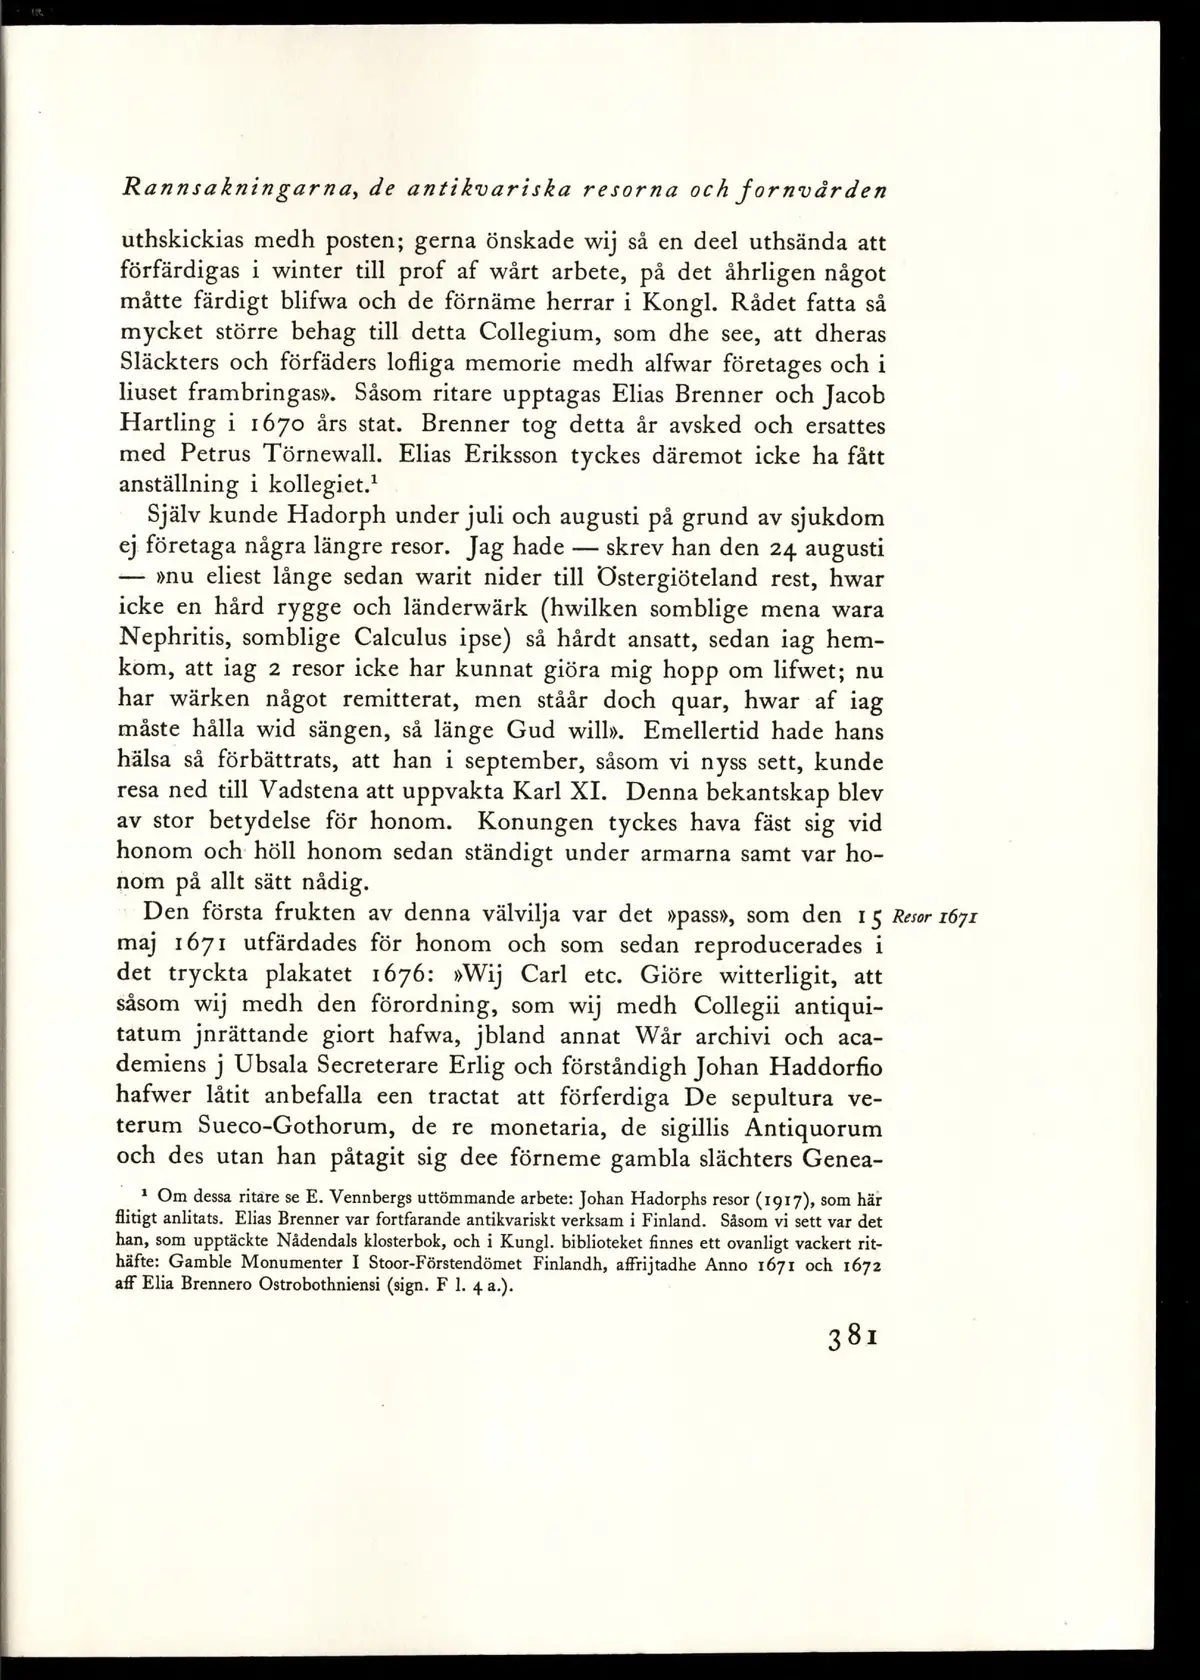 Rannsakningarna, de antikvariska resorna och fornvården
uthskickias medh posten; gerna önskade wij så en deel uthsända att
förfärdigas i winter till prof af wårt arbete, på det åhrligen något
måtte färdigt blifwa och de förnäme herrar i Kongl. Rådet fatta så
mycket större behag till detta Collegium, som dhe see, att dheras
Släckters och förfäders lofliga memorie medh alfwar företages och i
liuset frambringas». Såsom ritare upptagas Elias Brenner och Jacob
Hartling i 1670 års stat. Brenner tog detta år avsked och ersattes
med Petrus Törnewall. Elias Eriksson tyckes däremot icke ha fått
anställning i kollegiet.¹
Själv kunde Hadorph under juli och augusti på grund av sjukdom
ej företaga några längre resor. Jag hade — skrev han den 24 augusti
— »nu eliest långe sedan warit nider till Östergiöteland rest, hwar
icke en hård rygge och länderwärk (hwilken somblige mena wara
Nephritis, somblige Calculus ipse) så hårdt ansatt, sedan iag hem-
kom, att iag 2 resor icke har kunnat giöra mig hopp om lifwet; nu
har wärken något remitterat, men ståår doch quar, hwar af iag
måste hålla wid sängen, så länge Gud will». Emellertid hade hans
hälsa så förbättrats, att han i september, såsom vi nyss sett, kunde
resa ned till Vadstena att uppvakta Karl XI. Denna bekantskap blev
av stor betydelse för honom. Konungen tyckes hava fäst sig vid
honom och höll honom sedan ständigt under armarna samt var ho-
nom på allt sätt nådig.
Den första frukten av denna välvilja var det »pass», som den 15 Resor 1671
maj 1671 utfärdades för honom och som sedan reproducerades i
det tryckta plakatet 1676: »Wij Carl etc. Giöre witterligit, att
såsom wij medh den förordning, som wij medh Collegii antiqui-
tatum jnrättande giort hafwa, jbland annat Wår archivi och aca-
demiens j Ubsala Secreterare Erlig och förståndigh Johan Haddorfio
hafwer låtit anbefalla een tractat att förferdiga De sepultura ve-
terum Sueco-Gothorum, de re monetaria, de sigillis Antiquorum
och des utan han påtagit sig dee förneme gambla slächters Genea-
¹ Om dessa ritare se E. Vennbergs uttömmande arbete: Johan Hadorphs resor (1917), som här
flitigt anlitats. Elias Brenner var fortfarande antikvariskt verksam i Finland. Såsom vi sett var det
han, som upptäckte Nådendals klosterbok, och i Kungl. biblioteket finnes ett ovanligt vackert rit-
häfte: Gamble Monumenter I Stoor-Förstendömet Finlandh, affrijtadhe Anno 1671 och 1672
aff Elia Brennero Ostrobothniensi (sign. F l. 4 a.).
381